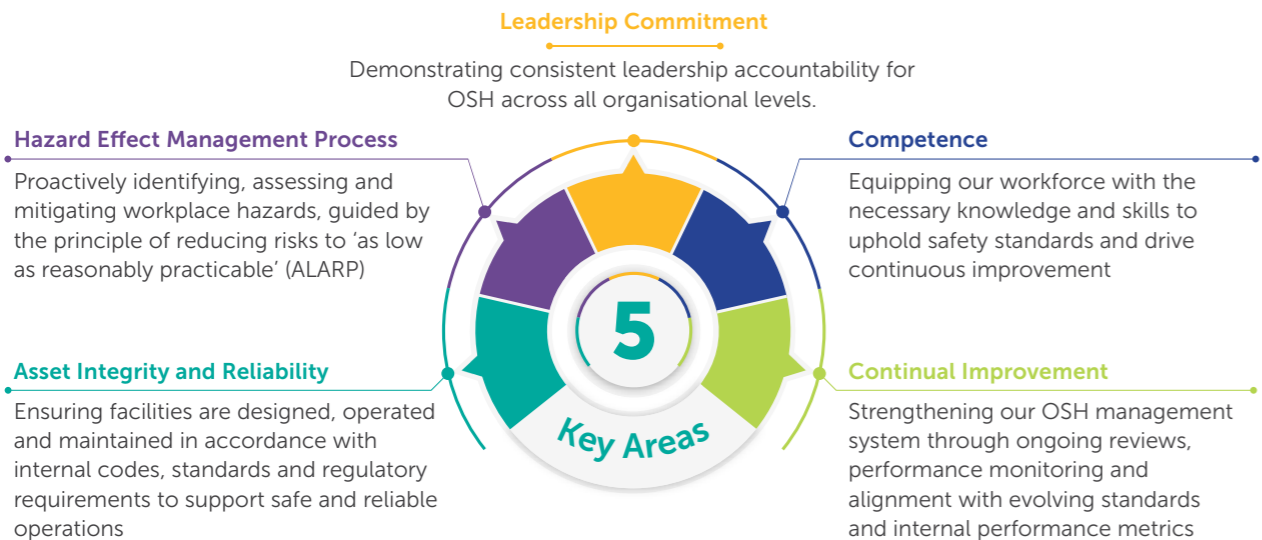 Leadership Commitment
Demonstrating consistent leadership accountability for
OSH across all organisational levels.
Hazard Effect Management Process
Proactively identifying, assessing and
mitigating workplace hazards, guided by
the principle of reducing risks to ‘as low
as reasonably practicable’ (ALARP)
Competence
Equipping our workforce with the
necessary knowledge and skills to
uphold safety standards and drive
continuous improvement
Asset Integrity and Reliability
Ensuring facilities are designed, operated
and maintained in accordance with
internal codes, standards and regulatory
requirements to support safe and reliable
operations
5
Key Areas
Continual Improvement
Strengthening our OSH management
system through ongoing reviews,
performance monitoring and
alignment with evolving standards
and internal performance metrics